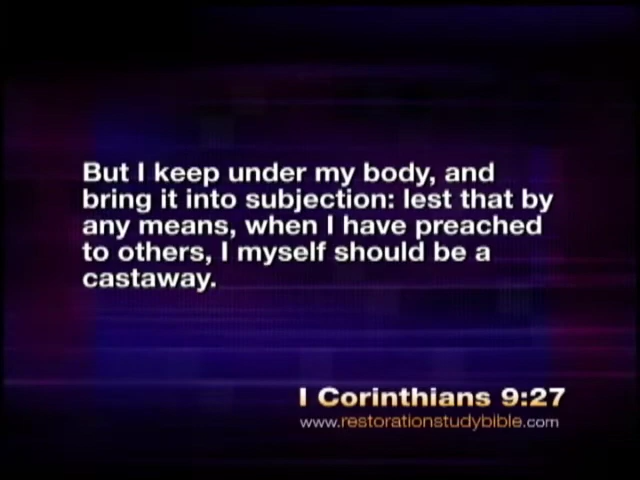 But I keep under my body, and
bring it into subjection: lest that by
any means, when I have preached
to others, I myself should be a
castaway.
I Corinthians 9:27
www.restorationstudybible.com